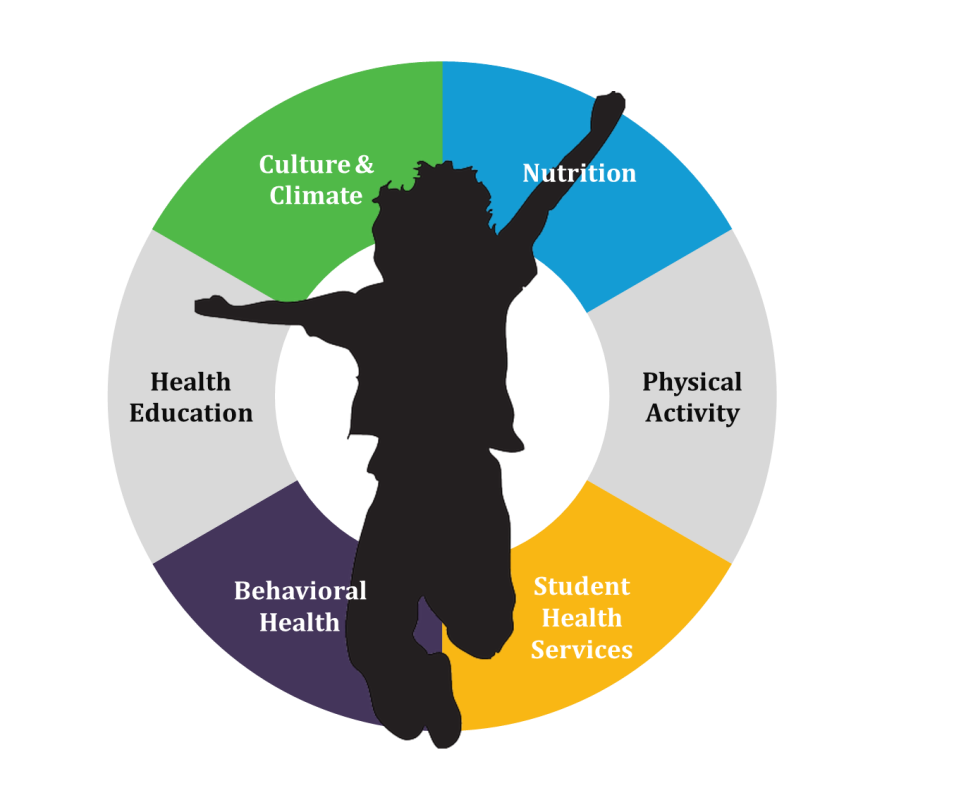 Culture & 
Climate
Nutrition
Health
Education
Physical
Activity
Behavioral
Health
Student
Health
Services